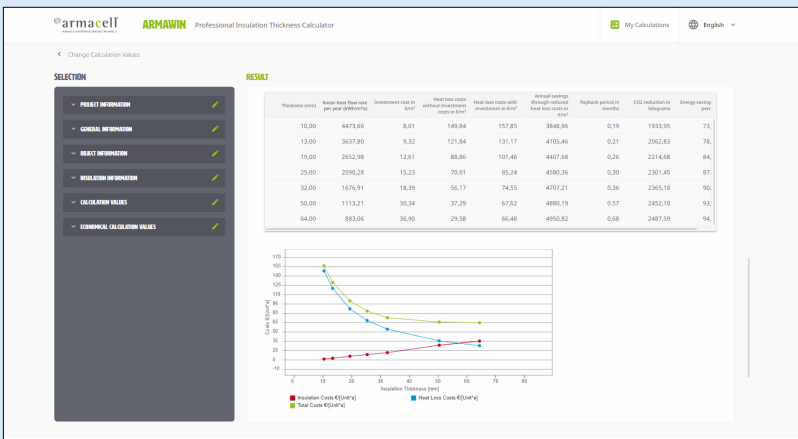 armacell
MAKING A DIFFERENCE AROUND THE WORLD
ARMAWIN Professional Insulation Thickness Calculator
My Calculations
English
Change Calculation Values
SELECTION
RESULT
PROJECT INFORMATION
GENERAL INFORMATION
OBJECT INFORMATION
INSULATION INFORMATION
CALCULATION VALUES
ECONOMICAL CALCULATION VALUES
Thickness (mm) linear heat flow rate per year (kWh/m*a) Investment cost in €/m² Heat loss costs without investment costs in €/m² Heat loss costs with investment in €/m² Annual savings through reduced heat loss costs in €/m² Payback period in months CO2 reduction in kilograms Energy saving perc
10,00 4473,66 8,01 149,84 157,85 3848,96 0,19 1933,95 73,
13,00 3637,80 9,32 121,84 131,17 4105,46 0,21 2062,83 78,
19,00 2652,98 12,61 88,86 101,46 4407,68 0,26 2214,68 84,
25,00 2090,28 15,23 70,01 85,24 4580,36 0,30 2301,45 87,
32,00 1676,91 18,39 56,17 74,55 4707,21 0,36 2365,18 90,
50,00 1113,21 30,34 37,29 67,62 4880,19 0,57 2452,10 93,
64,00 883,06 36,90 29,58 66,48 4950,82 0,68 2487,59 94,
170
155
140
125
110
95
80
65
50
35
20
5
-10
Costs €/[Unit*a]
0 10 20 30 40 50 60 70 80
Insulation Thickness [mm]
Insulation Costs €/[Unit*a]
Heat Loss Costs €/[Unit*a]
Total Costs €/[Unit*a]